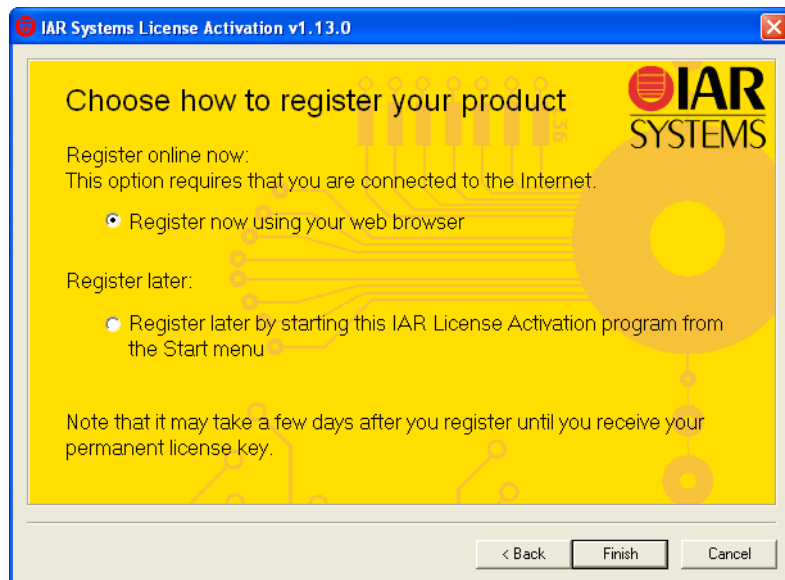 IAR Systems License Activation v1.13.0
Choose how to register your product
IAR
SYSTEMS
Register online now:
This option requires that you are connected to the Internet.
Register now using your web browser
Register later:
Register later by starting this IAR License Activation program from
the Start menu
Note that it may take a few days after you register until you receive your
permanent license key.
< Back
Finish
Cancel